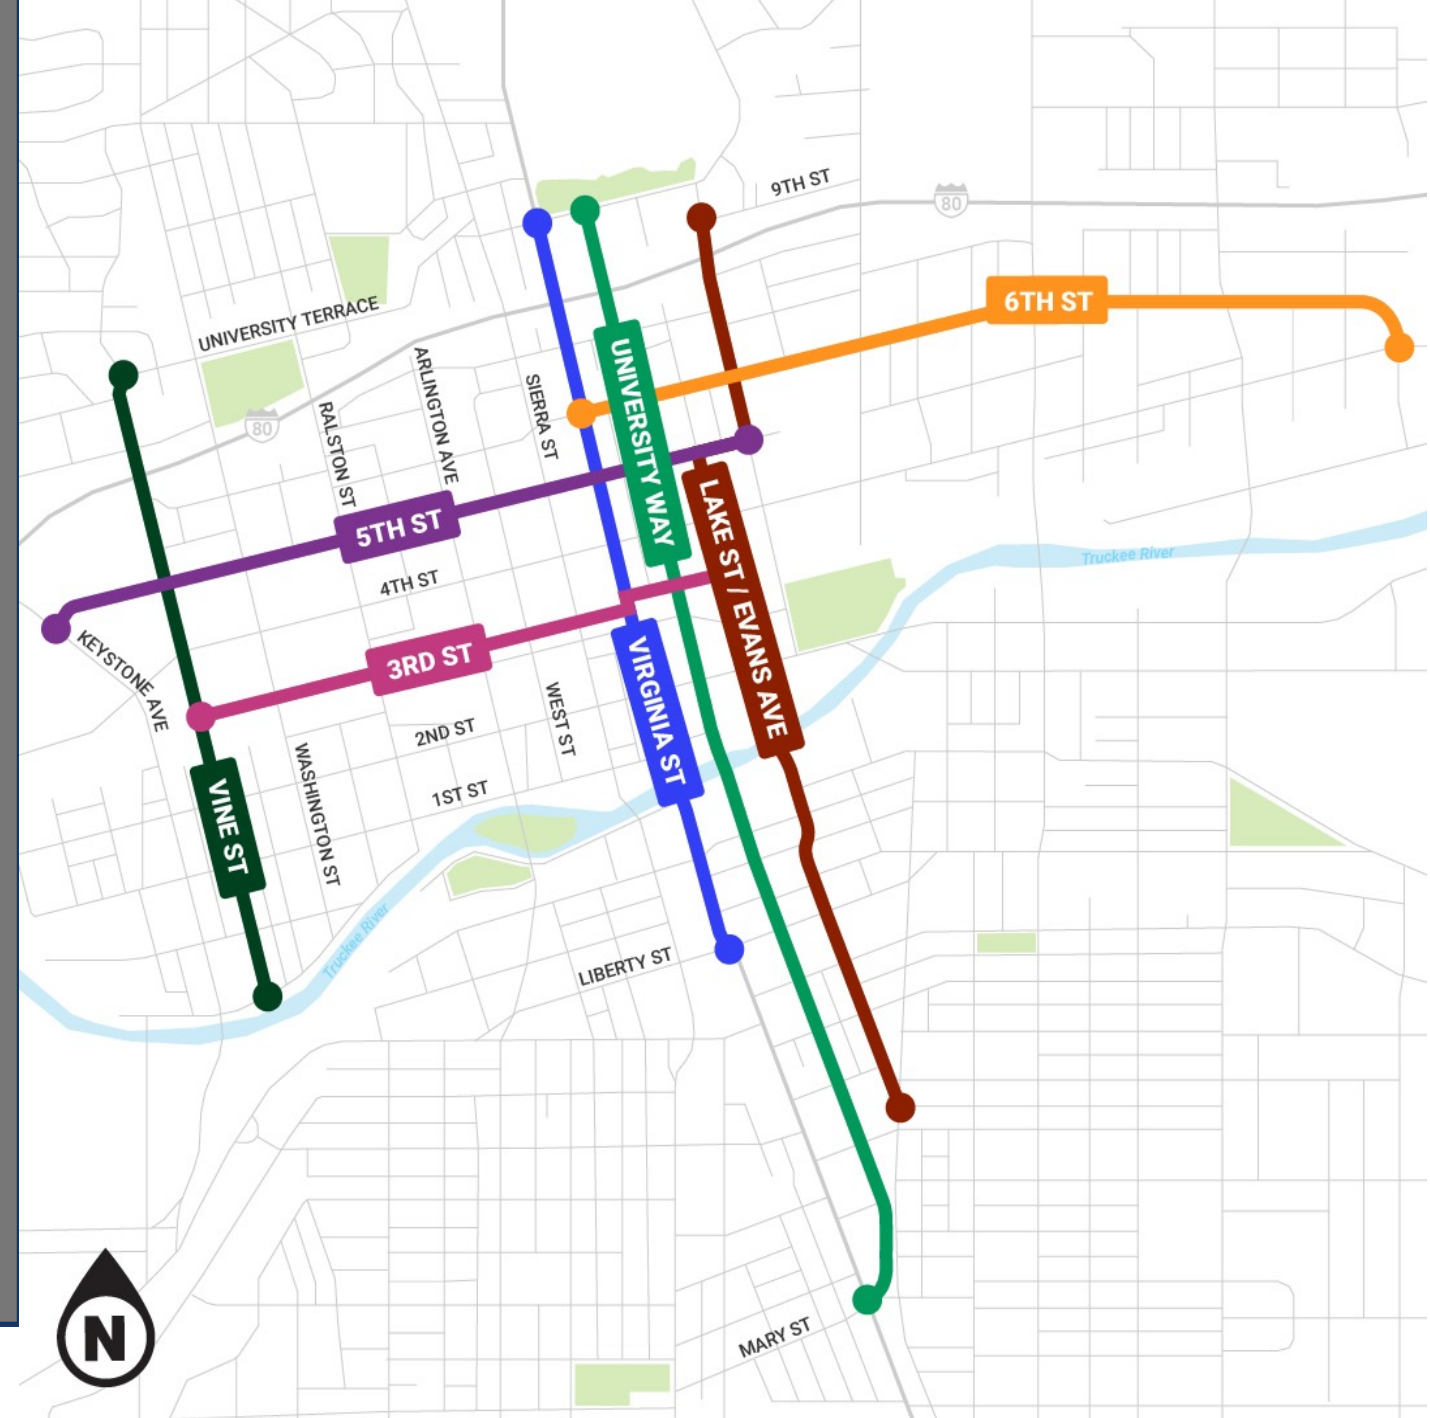 9TH ST
80
6TH ST
UNIVERSITY TERRACE
UNIVERSITY WAY
ARLINGTON AVE
SIERRA ST
RALSTON ST
80
5TH ST
LAKE ST / EVANS AVE
Truckee River
4TH ST
KEYSTONE AVE
3RD ST
VIRGINIA ST
WEST ST
2ND ST
WASHINGTON ST
1ST ST
VINE ST
Truckee River
LIBERTY ST
N
MARY ST